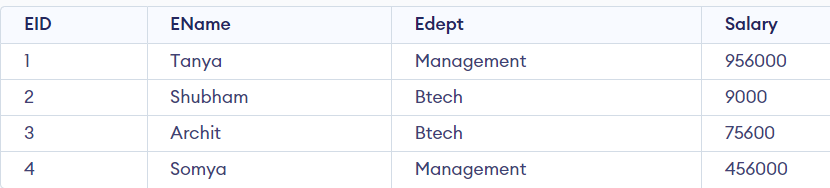 EID EName Edept Salary
1 Tanya Management 956000
2 Shubham Btech 9000
3 Archit Btech 75600
4 Somya Management 456000